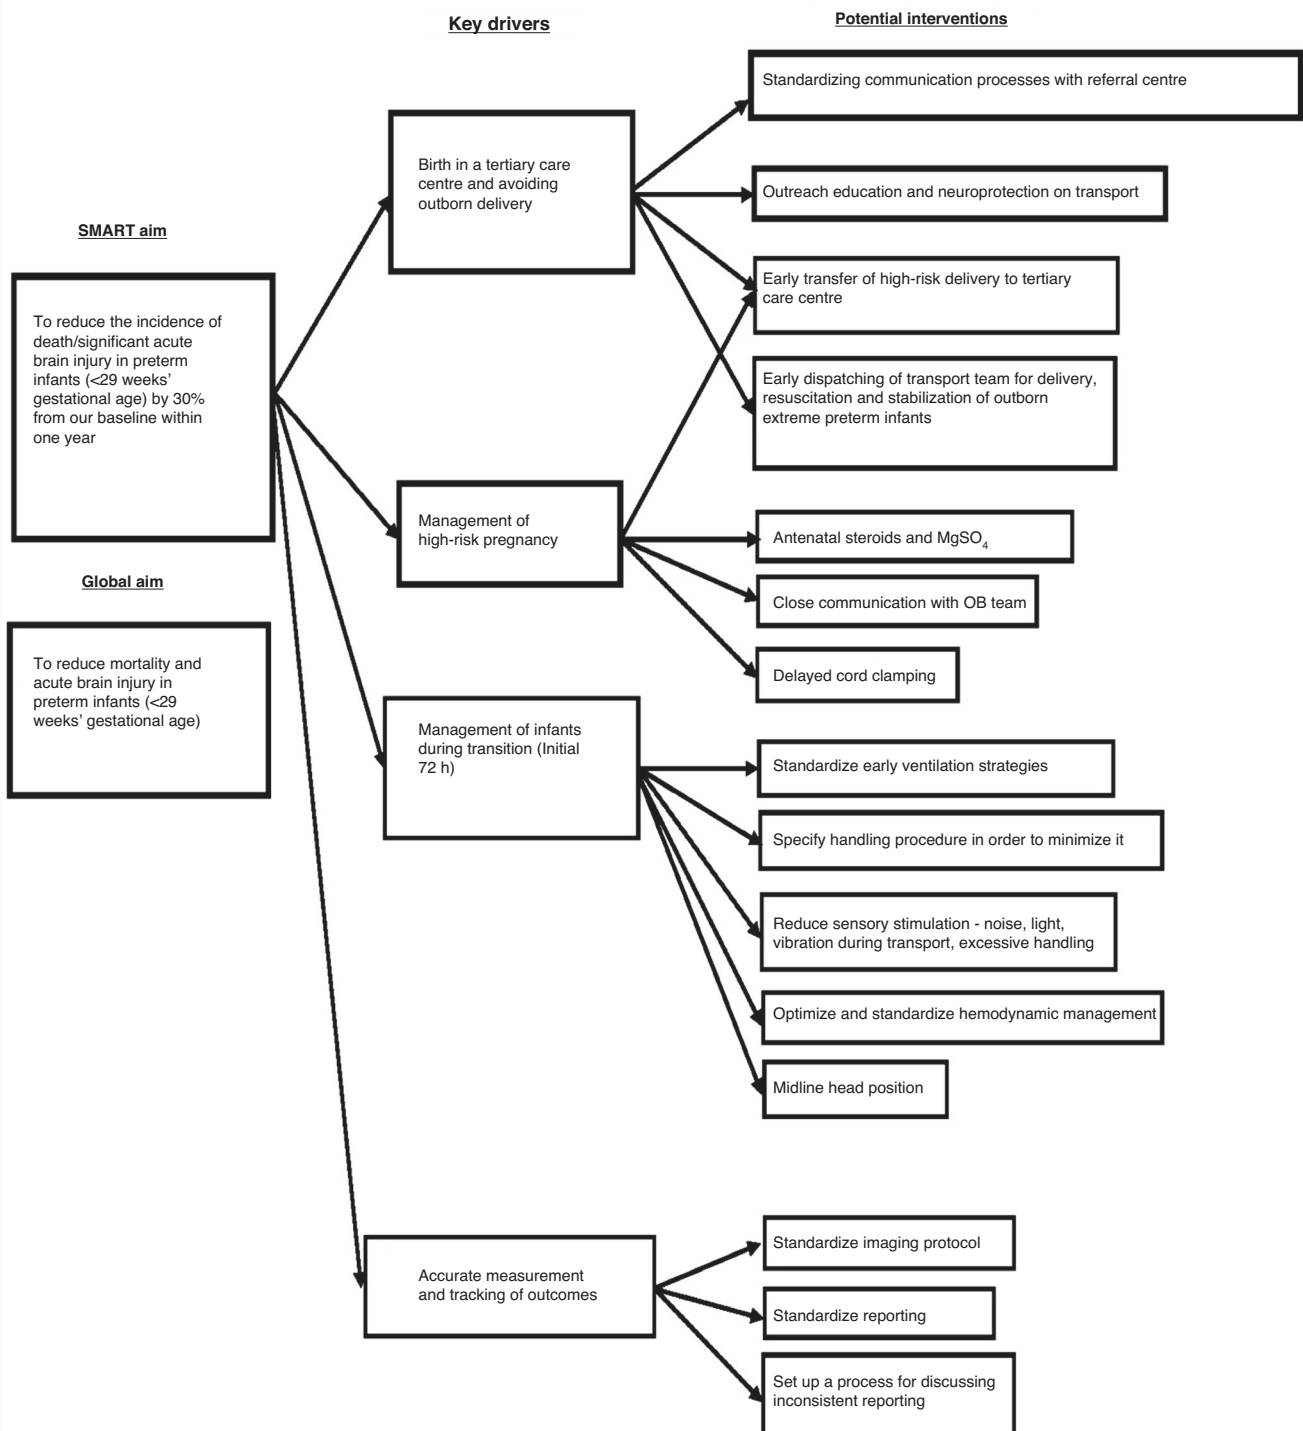 Key drivers
Potential interventions
SMART aim
To reduce the incidence of
death/significant acute
brain injury in preterm
infants (<29 weeks’
gestational age) by 30%
from our baseline within
one year
Global aim
To reduce mortality and
acute brain injury in
preterm infants (<29
weeks’ gestational age)
Birth in a tertiary care
centre and avoiding
outborn delivery
Management of
high-risk pregnancy
Management of infants
during transition (Initial
72 h)
Accurate measurement
and tracking of outcomes
Standardizing communication processes with referral centre
Outreach education and neuroprotection on transport
Early transfer of high-risk delivery to tertiary
care centre
Early dispatching of transport team for delivery,
resuscitation and stabilization of outborn
extreme preterm infants
Antenatal steroids and MgSO₄
Close communication with OB team
Delayed cord clamping
Standardize early ventilation strategies
Specify handling procedure in order to minimize it
Reduce sensory stimulation - noise, light,
vibration during transport, excessive handling
Optimize and standardize hemodynamic management
Midline head position
Standardize imaging protocol
Standardize reporting
Set up a process for discussing
inconsistent reporting